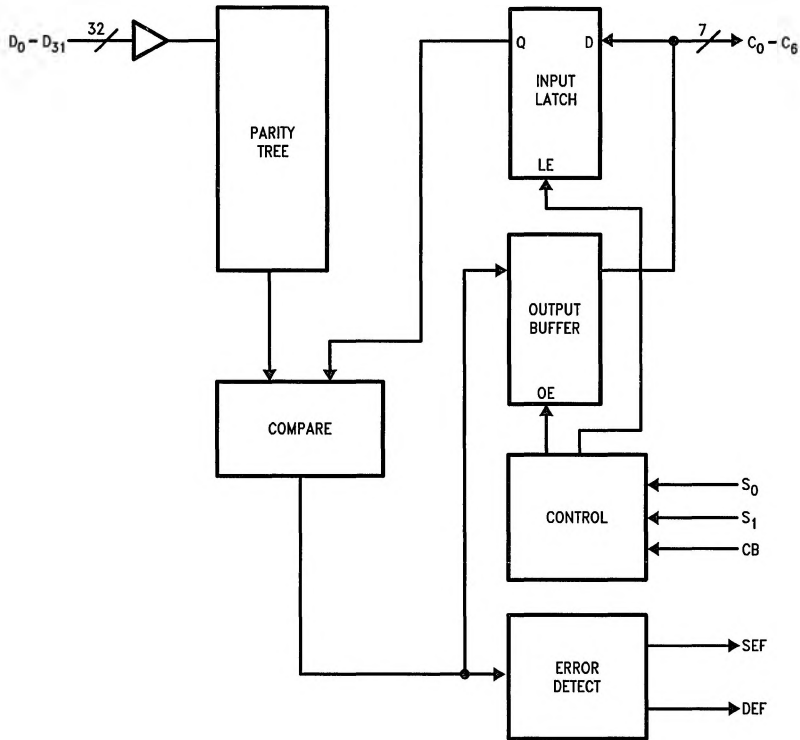 D0 – D31
32
PARITY
TREE
Q
D
INPUT
LATCH
LE
7
C0 – C6
OUTPUT
BUFFER
OE
COMPARE
CONTROL
S0
S1
CB
ERROR
DETECT
SEF
DEF